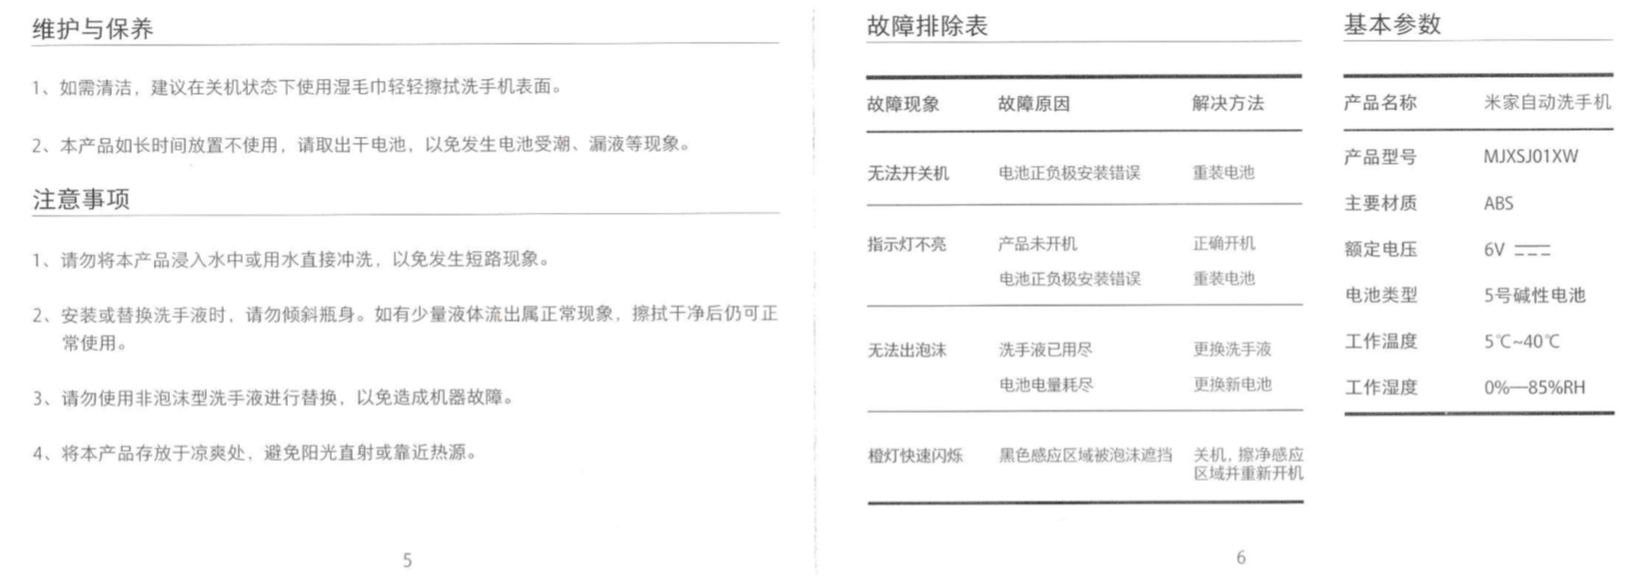 维护与保养
1、如需清洁，建议在关机状态下使用湿毛巾轻轻擦拭洗手机表面。
2、本产品如长时间放置不使用，请取出干电池，以免发生电池受潮、漏液等现象。
注意事项
1、请勿将本产品浸入水中或用水直接冲洗，以免发生短路现象。
2、安装或替换洗手液时，请勿倾斜瓶身。如有少量液体流出属正常现象，擦拭干净后仍可正
常使用。
3、请勿使用非泡沫型洗手液进行替换，以免造成机器故障。
4、将本产品存放于凉爽处，避免阳光直射或靠近热源。
5
故障排除表
故障现象 故障原因 解决方法
无法开关机 电池正负极安装错误 重装电池
指示灯不亮 产品未开机 正确开机
电池正负极安装错误 重装电池
无法出泡沫 洗手液已用尽 更换洗手液
电池电量耗尽 更换新电池
橙灯快速闪烁 黑色感应区域被泡沫遮挡 关机，擦净感应
区域并重新开机
基本参数
产品名称 米家自动洗手机
产品型号 MJXSJ01XW
主要材质 ABS
额定电压 6V ⎓
电池类型 5号碱性电池
工作温度 5℃~40℃
工作湿度 0%—85%RH
6